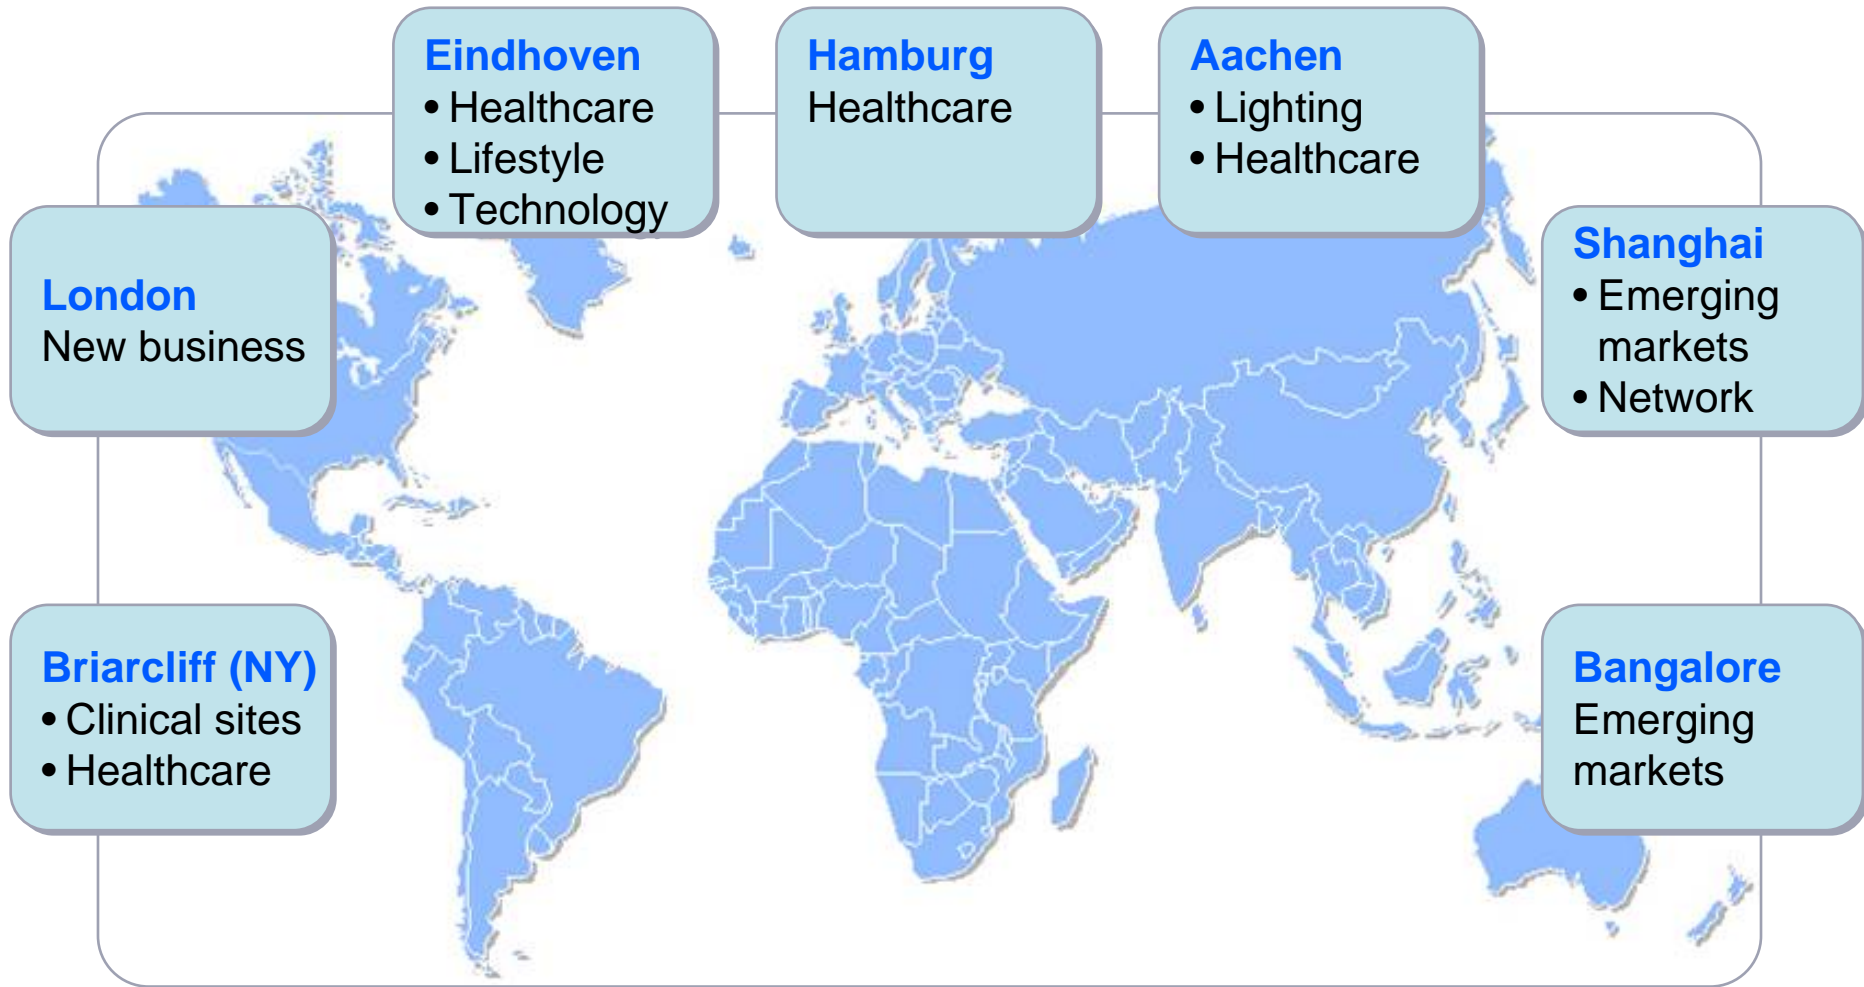 Eindhoven
• Healthcare
• Lifestyle
• Technology
Hamburg
Healthcare
Aachen
• Lighting
• Healthcare
London
New business
Shanghai
• Emerging
markets
• Network
Briarcliff (NY)
• Clinical sites
• Healthcare
Bangalore
Emerging
markets